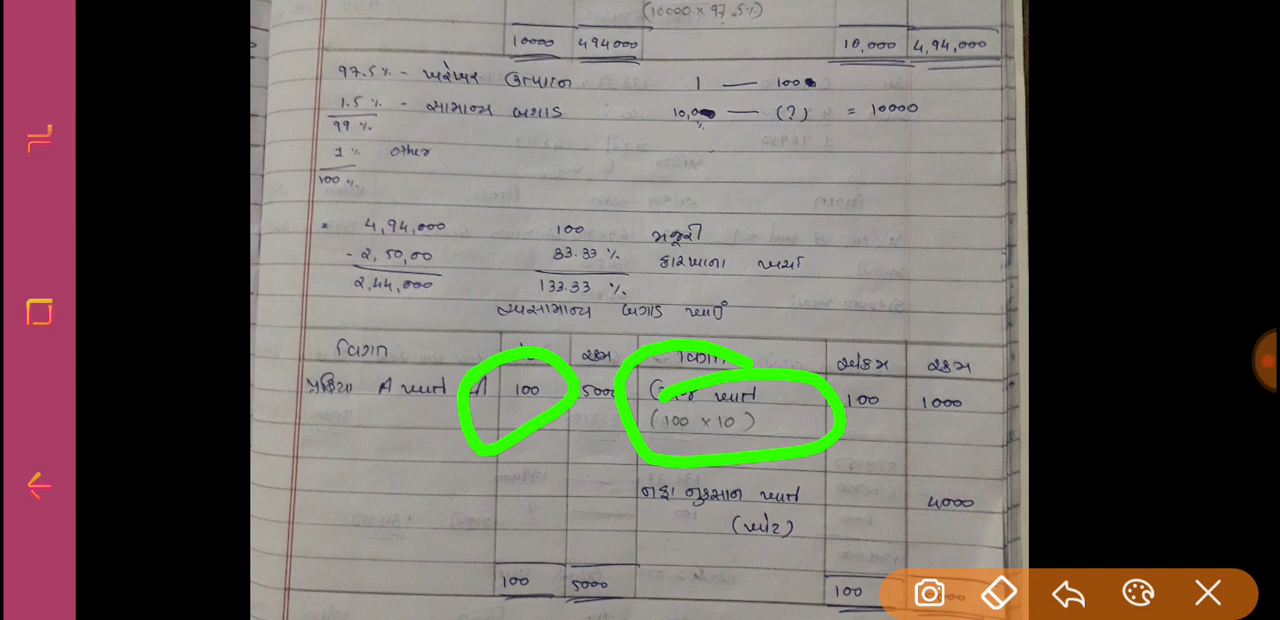 (10000 x 97.5%)
10000 494000 10,000 4,94,000
97.5% - ખરેખર ઉત્પાદન 1 — 100
1.5% - સામાન્ય બગાડ — (?) = 10000
99 %
1 % other
100 %
= 4,94,000 100 મજૂરી
- 2,50,00 33.33 % કારખાના ખર્ચા
2,44,000 133.33 %
અસામાન્ય બગાડ ખાતું
વિગત રકમ વિગત એકમ રકમ
પ્રક્રિયા A ખાતે થી 100 5000 ખાતે 100 1000
(100 x 10)
નફા નુકસાન ખાતે 4000
(ખોટ)
100 5000 100